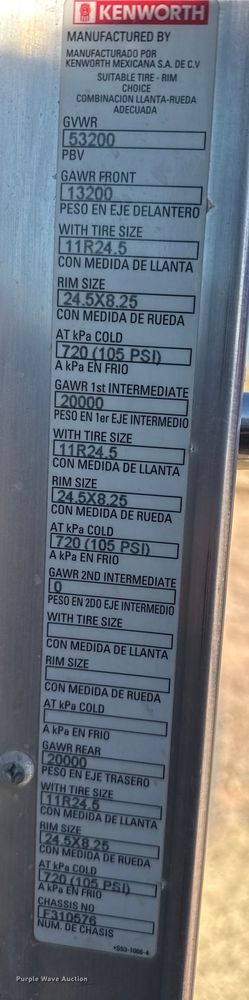 KENWORTH
MANUFACTURED BY
MANUFACTURADO POR
KENWORTH MEXICANA S.A. DE C.V
SUITABLE TIRE - RIM
CHOICE
COMBINACION LLANTA-RUEDA
ADECUADA
GVWR
53200
PBV
GAWR FRONT
13200
PESO EN EJE DELANTERO
WITH TIRE SIZE
11R24.5
CON MEDIDA DE LLANTA
RIM SIZE
24.5X8.25
CON MEDIDA DE RUEDA
AT kPa COLD
720 (105 PSI)
A kPa EN FRIO
GAWR 1st INTERMEDIATE
20000
PESO EN 1er EJE INTERMEDIO
WITH TIRE SIZE
11R24.5
CON MEDIDA DE LLANTA
RIM SIZE
24.5X8.25
CON MEDIDA DE RUEDA
AT kPa COLD
720 (105 PSI)
A kPa EN FRIO
GAWR 2ND INTERMEDIATE
0
PESO EN 2DO EJE INTERMEDIO
WITH TIRE SIZE
CON MEDIDA DE LLANTA
RIM SIZE
CON MEDIDA DE RUEDA
AT kPa COLD
A kPa EN FRIO
GAWR REAR
20000
PESO EN EJE TRASERO
WITH TIRE SIZE
11R24.5
CON MEDIDA DE LLANTA
RIM SIZE
24.5X8.25
CON MEDIDA DE RUEDA
AT kPa COLD
720 (105 PSI)
A kPa EN FRIO
CHASSIS NO
F310576
NUM. DE CHASIS
*S93-1066-4
Purple Wave Auction